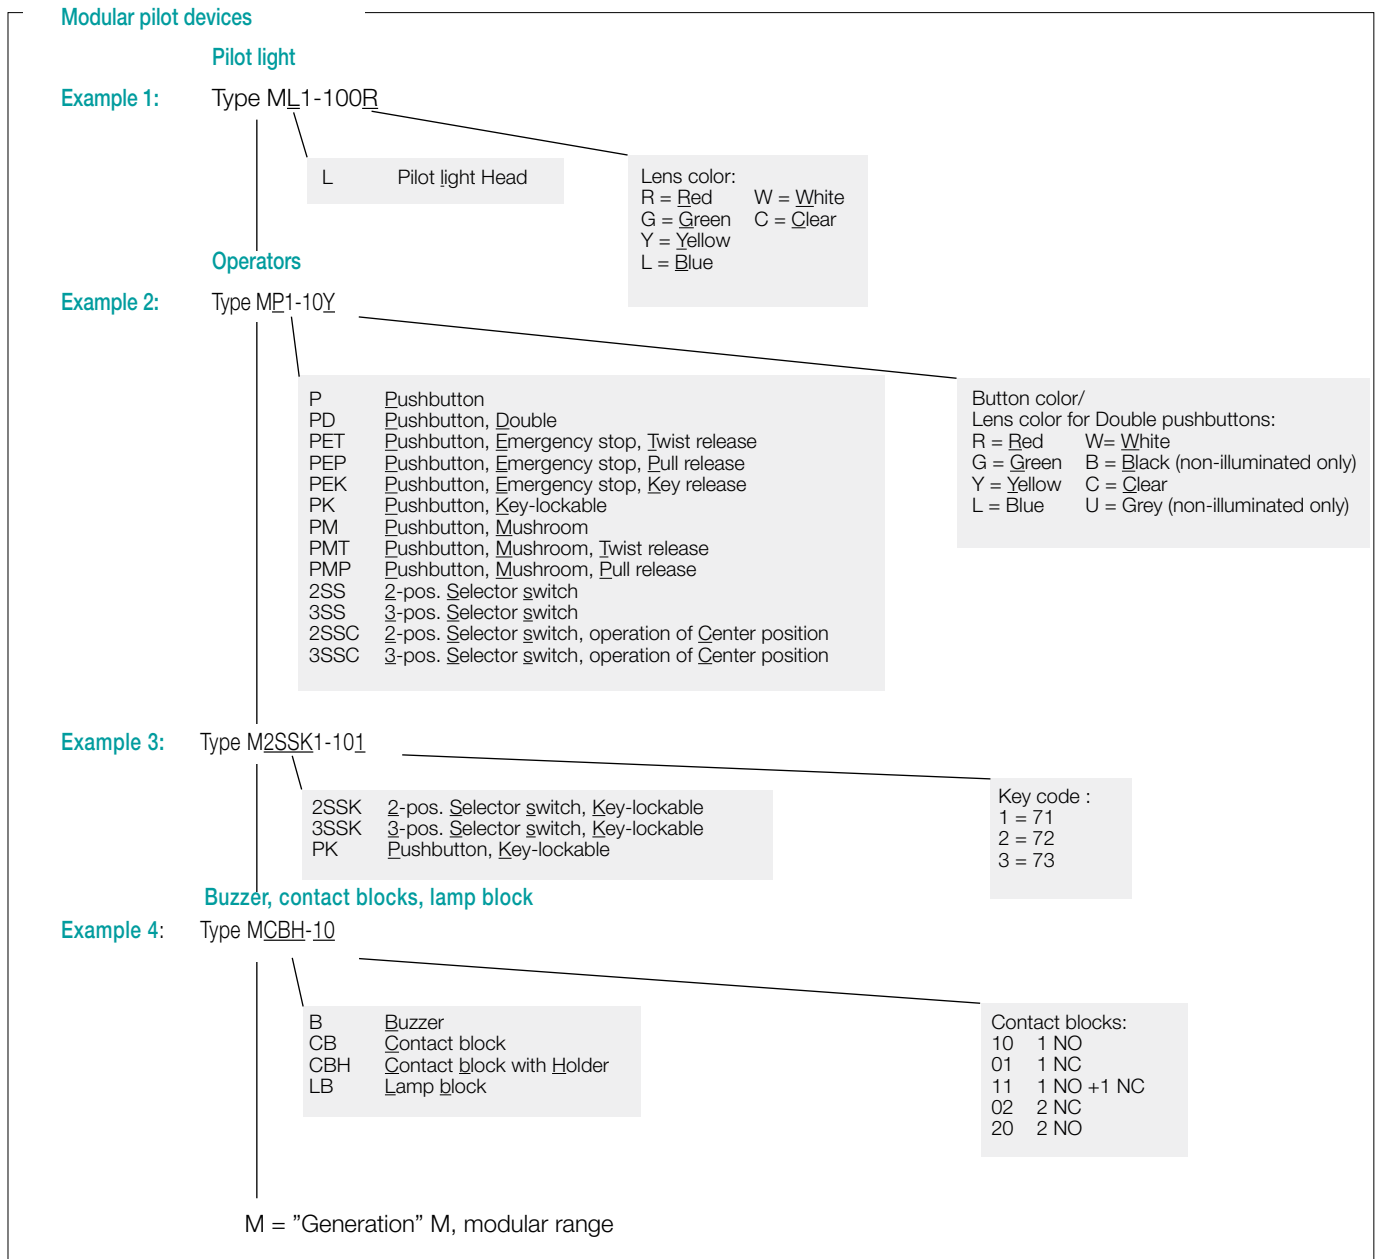 Modular pilot devices
Pilot light
Example 1: Type ML1-100R
L Pilot light Head
Lens color:
R = Red W = White
G = Green C = Clear
Y = Yellow
L = Blue
Operators
Example 2: Type MP1-10Y
P Pushbutton
PD Pushbutton, Double
PET Pushbutton, Emergency stop, Twist release
PEP Pushbutton, Emergency stop, Pull release
PEK Pushbutton, Emergency stop, Key release
PK Pushbutton, Key-lockable
PM Pushbutton, Mushroom
PMT Pushbutton, Mushroom, Twist release
PMP Pushbutton, Mushroom, Pull release
2SS 2-pos. Selector switch
3SS 3-pos. Selector switch
2SSC 2-pos. Selector switch, operation of Center position
3SSC 3-pos. Selector switch, operation of Center position
Button color/
Lens color for Double pushbuttons:
R = Red W= White
G = Green B = Black (non-illuminated only)
Y = Yellow C = Clear
L = Blue U = Grey (non-illuminated only)
Example 3: Type M2SSK1-101
2SSK 2-pos. Selector switch, Key-lockable
3SSK 3-pos. Selector switch, Key-lockable
PK Pushbutton, Key-lockable
Key code :
1 = 71
2 = 72
3 = 73
Buzzer, contact blocks, lamp block
Example 4: Type MCBH-10
B Buzzer
CB Contact block
CBH Contact block with Holder
LB Lamp block
Contact blocks:
10 1 NO
01 1 NC
11 1 NO +1 NC
02 2 NC
20 2 NO
M = ”Generation” M, modular range